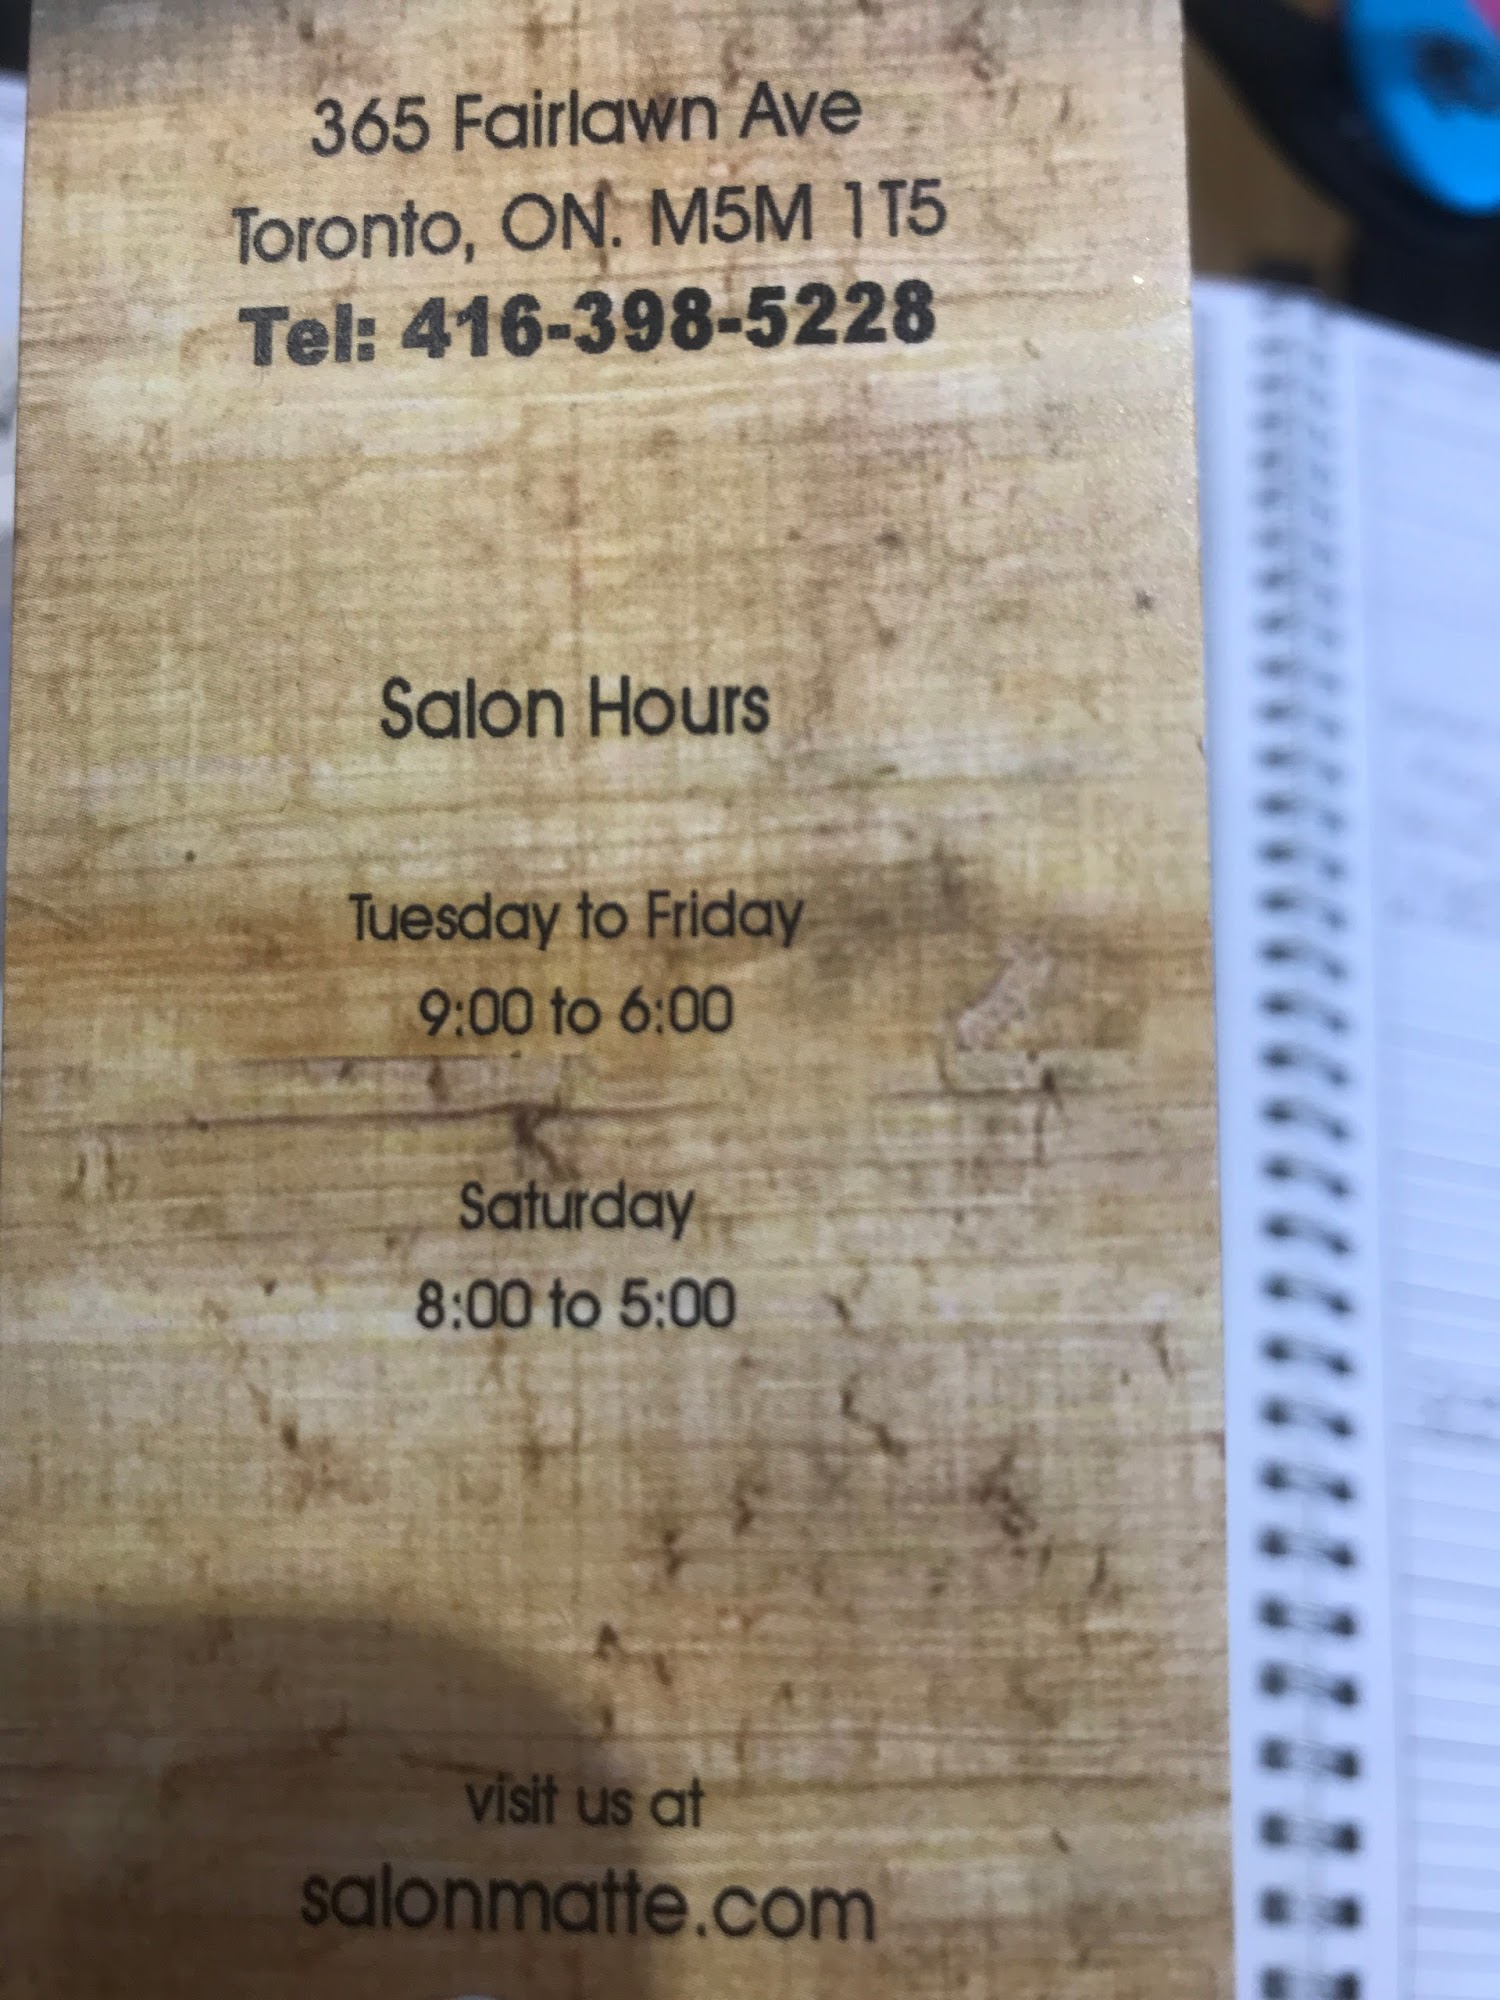 365 Fairlawn Ave
Toronto, ON. M5M 1T5
Tel: 416-398-5228
Salon Hours
Tuesday to Friday
9:00 to 6:00
Saturday
8:00 to 5:00
visit us at
salonmatte.com